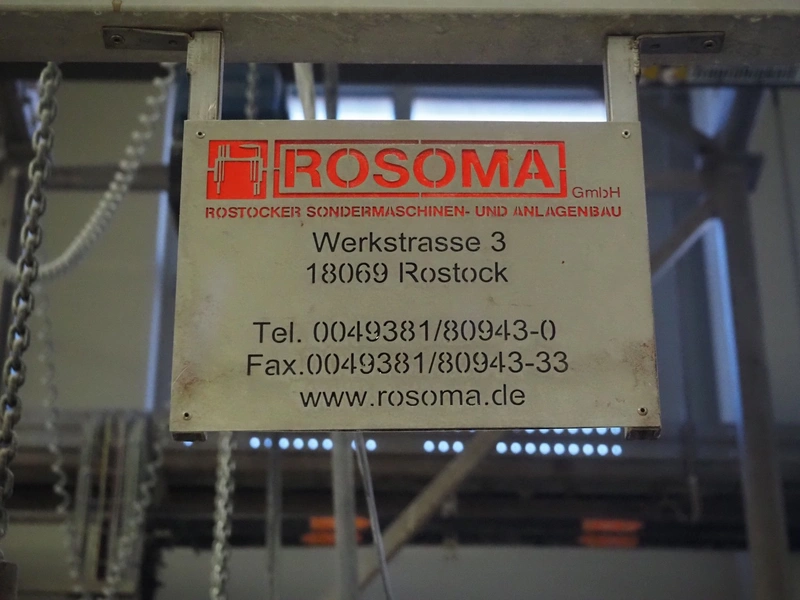 ROSOMA GmbH
ROSTOCKER SONDERMASCHINEN- UND ANLAGENBAU
Werkstrasse 3
18069 Rostock
Tel. 0049381/80943-0
Fax.0049381/80943-33
www.rosoma.de